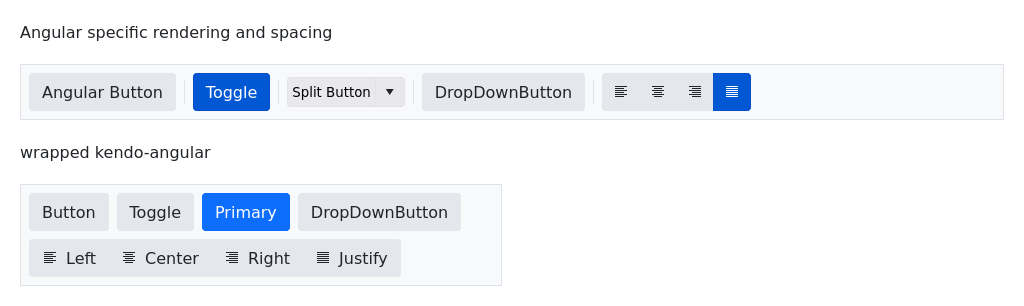 Angular specific rendering and spacing
Angular Button Toggle Split Button DropDownButton
wrapped kendo-angular
Button Toggle Primary DropDownButton
Left Center Right Justify